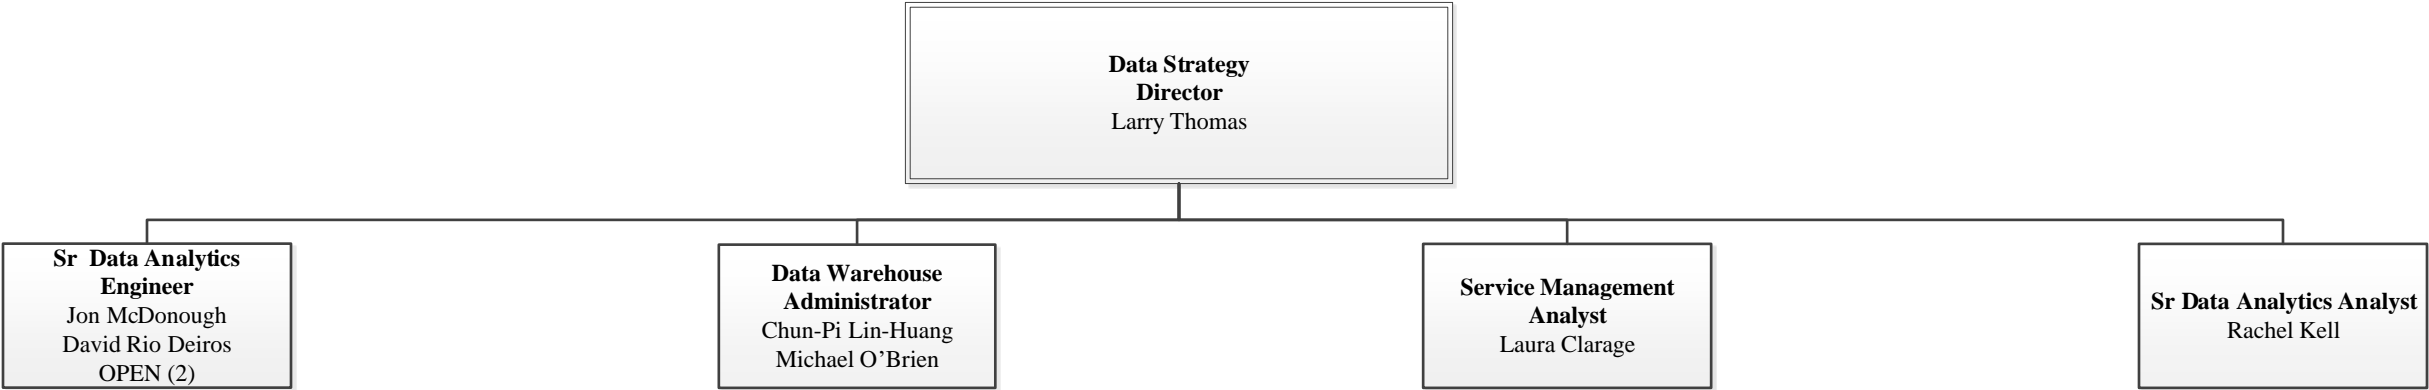 Data Strategy
Director
Larry Thomas
Sr  Data Analytics
Engineer
Jon McDonough
David Rio Deiros
OPEN (2)
Data Warehouse
Administrator
Chun-Pi Lin-Huang
Michael O’Brien
Service Management
Analyst
Laura Clarage
Sr Data Analytics Analyst
Rachel Kell